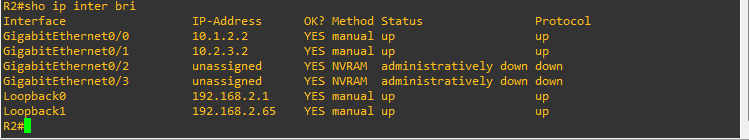 R2#sho ip inter bri
Interface                  IP-Address      OK? Method Status                Protocol
GigabitEthernet0/0         10.1.2.2        YES manual up                    up
GigabitEthernet0/1         10.2.3.2        YES manual up                    up
GigabitEthernet0/2         unassigned      YES NVRAM  administratively down down
GigabitEthernet0/3         unassigned      YES NVRAM  administratively down down
Loopback0                  192.168.2.1     YES manual up                    up
Loopback1                  192.168.2.65    YES manual up                    up
R2#